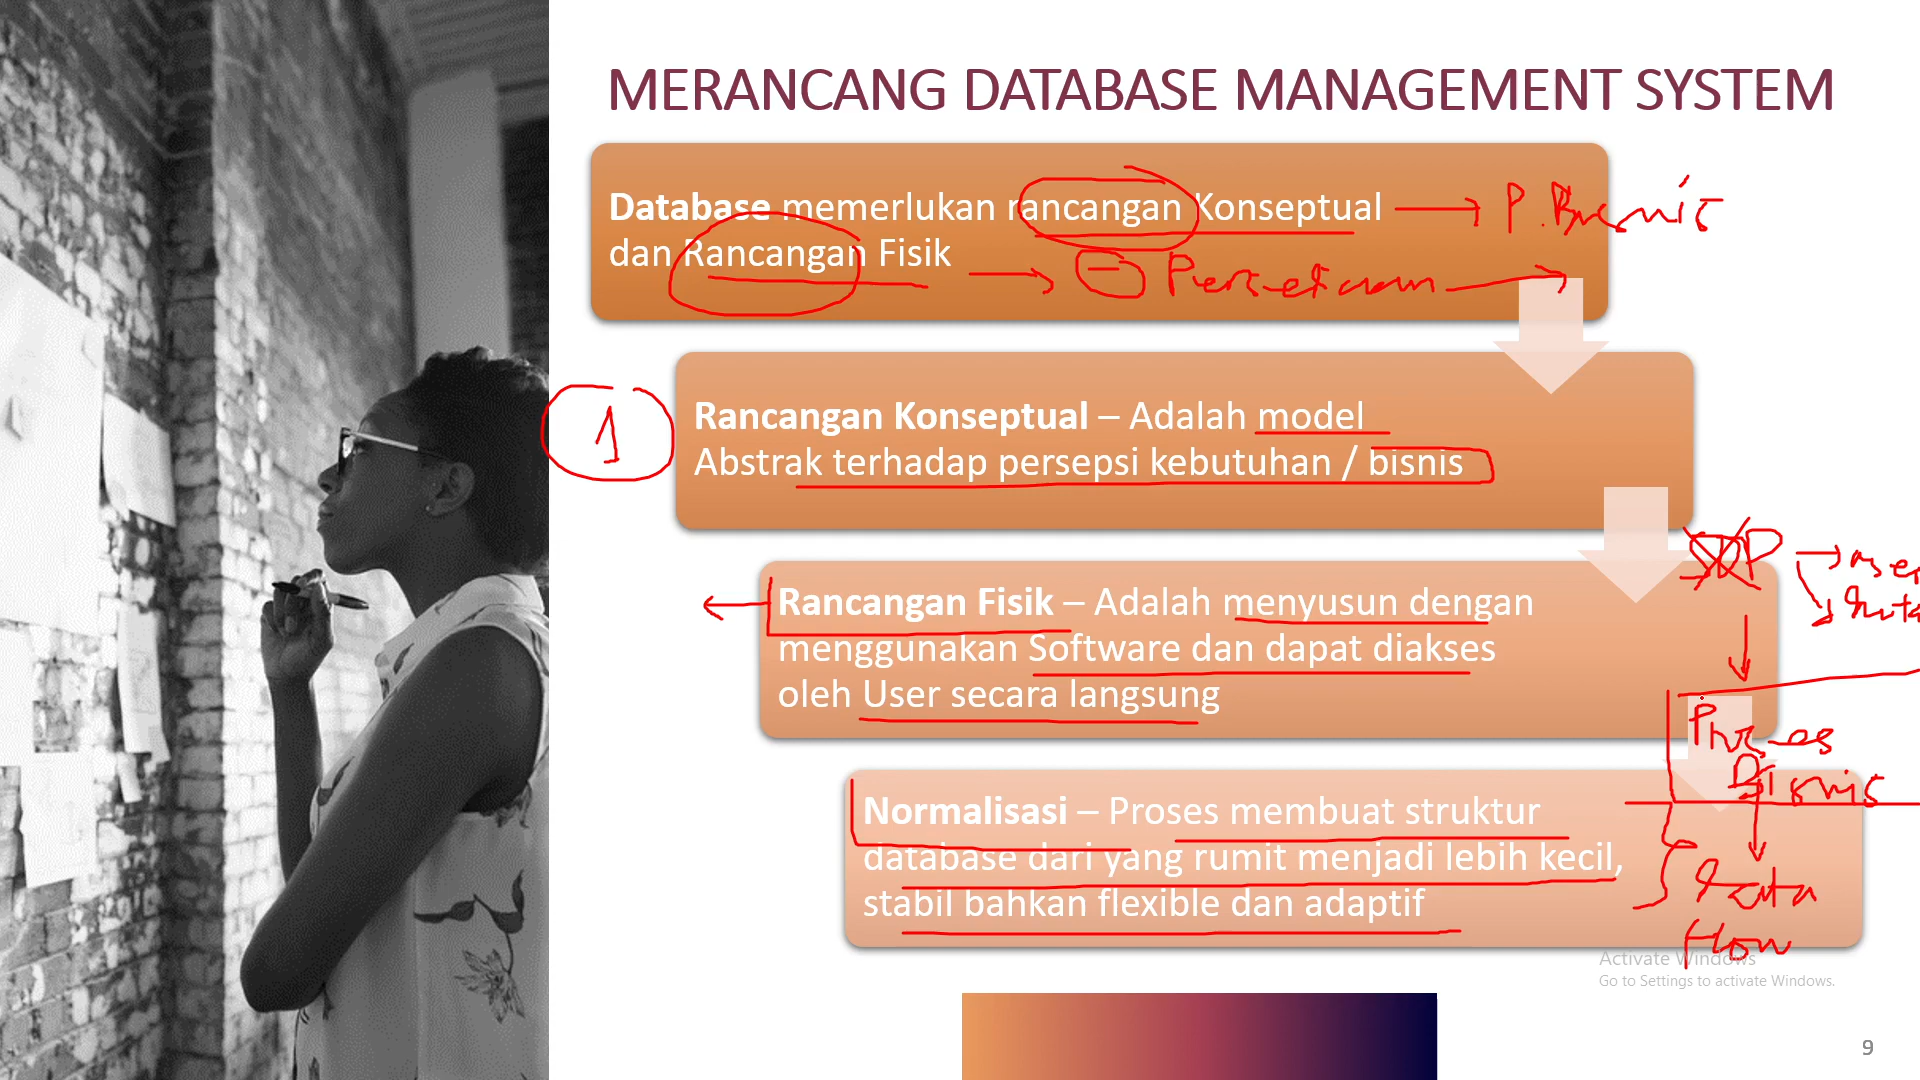 MERANCANG DATABASE MANAGEMENT SYSTEM
Database memerlukan rancangan Konseptual
dan Rancangan Fisik
1
Rancangan Konseptual – Adalah model
Abstrak terhadap persepsi kebutuhan / bisnis
Rancangan Fisik – Adalah menyusun dengan
menggunakan Software dan dapat diakses
oleh User secara langsung
Bisnis
Normalisasi – Proses membuat struktur
database dari yang rumit menjadi lebih kecil,
stabil bahkan flexible dan adaptif
Flow
Activate Windows
Go to Settings to activate Windows.
9